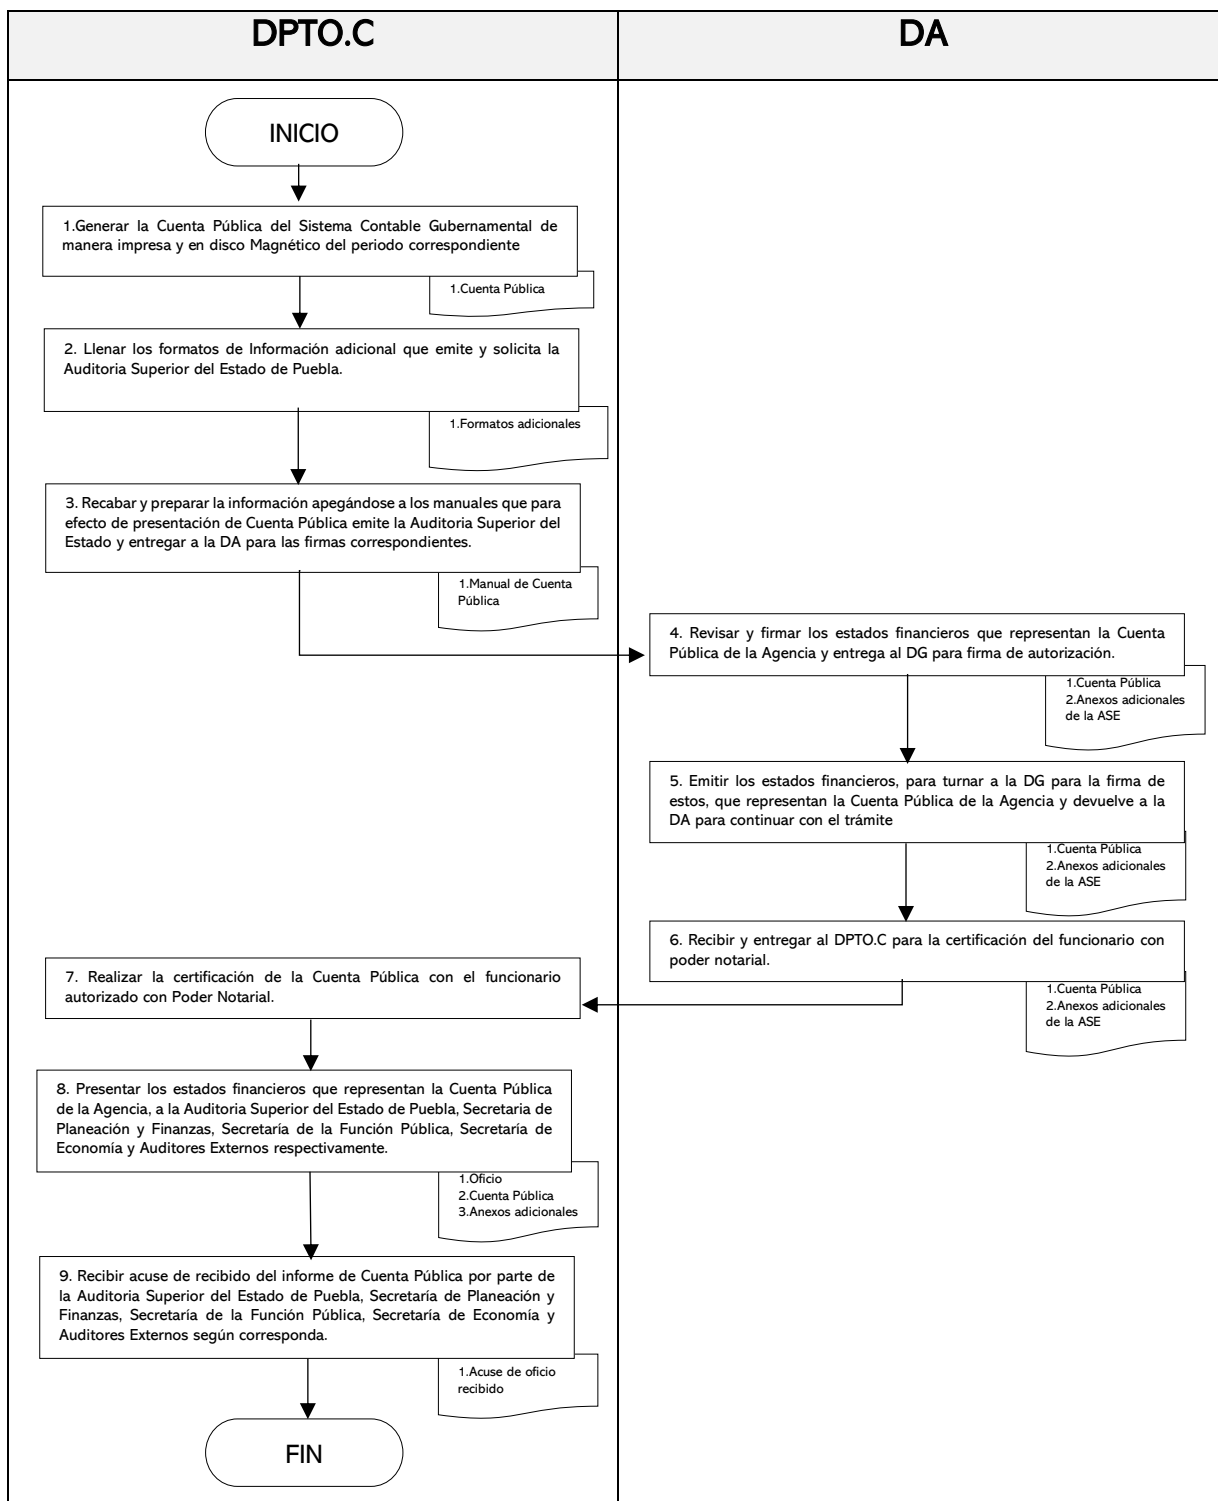 DPTO.C
DA
INICIO
1.Generar la Cuenta Pública del Sistema Contable Gubernamental de
manera impresa y en disco Magnético del periodo correspondiente
1.Cuenta Pública
2. Llenar los formatos de Información adicional que emite y solicita la
Auditoria Superior del Estado de Puebla.
1.Formatos adicionales
3. Recabar y preparar la información apegándose a los manuales que para
efecto de presentación de Cuenta Pública emite la Auditoria Superior del
Estado y entregar a la DA para las firmas correspondientes.
1.Manual de Cuenta
Pública
4. Revisar y firmar los estados financieros que representan la Cuenta
Pública de la Agencia y entrega al DG para firma de autorización.
1.Cuenta Pública
2.Anexos adicionales
de la ASE
5. Emitir los estados financieros, para turnar a la DG para la firma de
estos, que representan la Cuenta Pública de la Agencia y devuelve a la
DA para continuar con el trámite
1.Cuenta Pública
2.Anexos adicionales
de la ASE
6. Recibir y entregar al DPTO.C para la certificación del funcionario con
poder notarial.
1.Cuenta Pública
2.Anexos adicionales
de la ASE
7. Realizar la certificación de la Cuenta Pública con el funcionario
autorizado con Poder Notarial.
8. Presentar los estados financieros que representan la Cuenta Pública
de la Agencia, a la Auditoria Superior del Estado de Puebla, Secretaria de
Planeación y Finanzas, Secretaría de la Función Pública, Secretaría de
Economía y Auditores Externos respectivamente.
1.Oficio
2.Cuenta Pública
3.Anexos adicionales
9. Recibir acuse de recibido del informe de Cuenta Pública por parte de
la Auditoria Superior del Estado de Puebla, Secretaría de Planeación y
Finanzas, Secretaría de la Función Pública, Secretaría de Economía y
Auditores Externos según corresponda.
1.Acuse de oficio
recibido
FIN